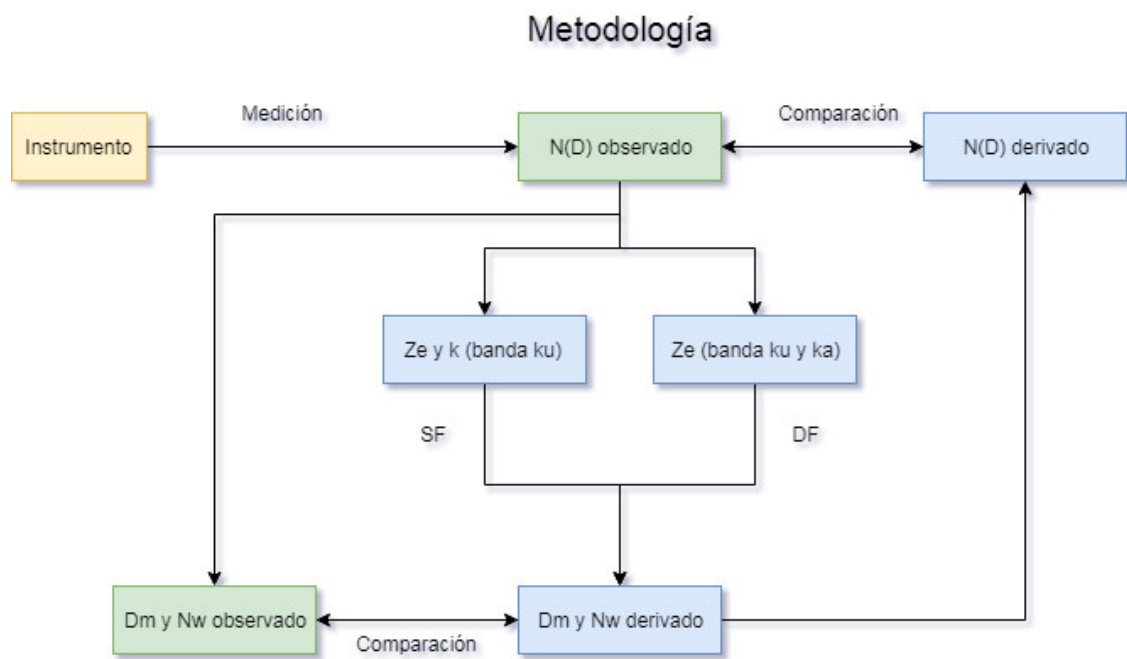 Metodología
Medición
Comparación
Instrumento
N(D) observado
N(D) derivado
Ze y k (banda ku)
Ze (banda ku y ka)
SF
DF
Dm y Nw observado
Dm y Nw derivado
Comparación